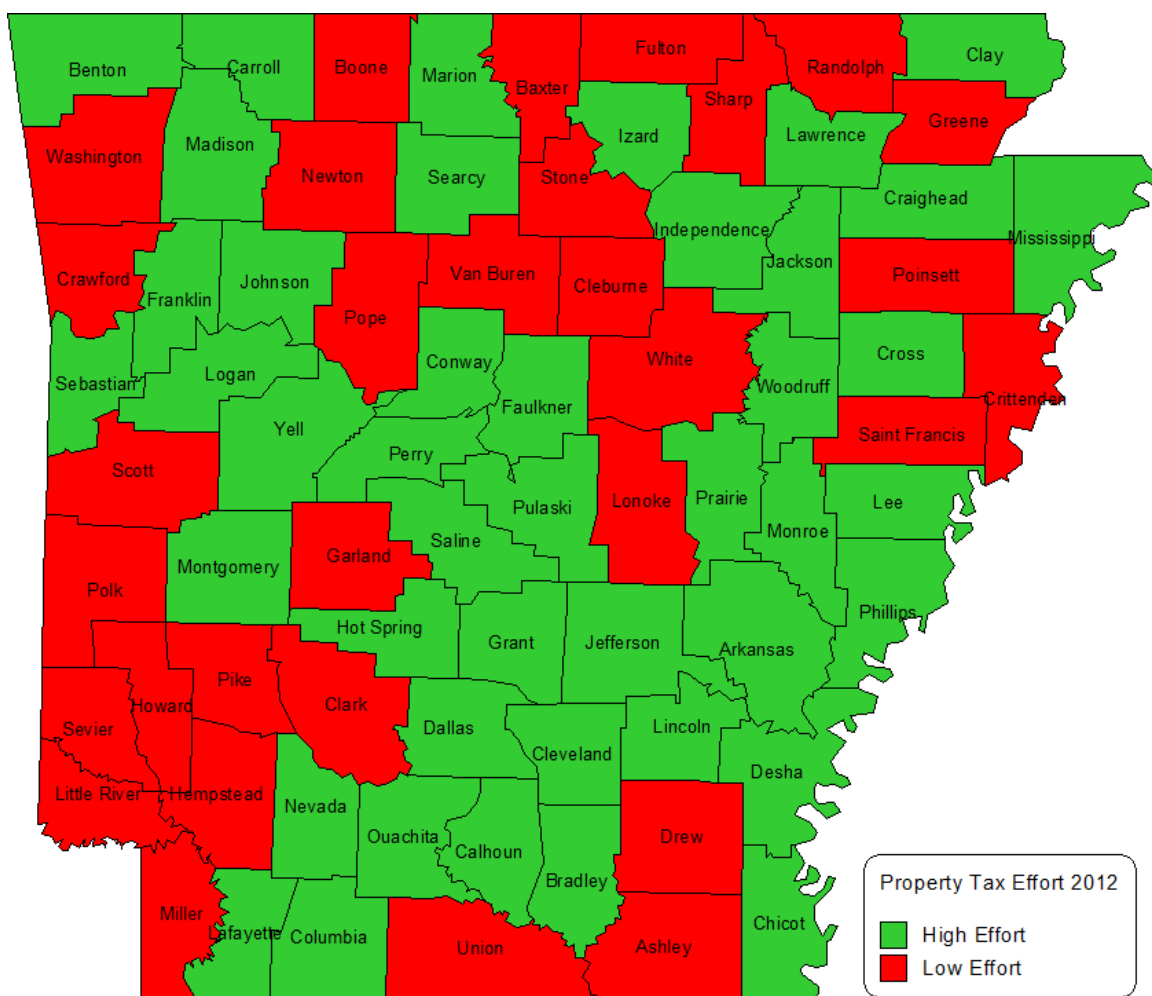 Benton
Carroll
Boone
Marion
Baxter
Fulton
Randolph
Clay
Sharp
Greene
Izard
Lawrence
Washington
Madison
Newton
Searcy
Stone
Craighead
Independence
Mississippi
Jackson
Crawford
Franklin
Johnson
Van Buren
Cleburne
Poinsett
Pope
Conway
White
Cross
Sebastian
Logan
Woodruff
Crittenden
Faulkner
Yell
Saint Francis
Perry
Scott
Pulaski
Lonoke
Prairie
Lee
Monroe
Saline
Garland
Montgomery
Polk
Phillips
Hot Spring
Grant
Jefferson
Arkansas
Pike
Clark
Howard
Sevier
Dallas
Lincoln
Cleveland
Desha
Little River
Hempstead
Nevada
Ouachita
Calhoun
Drew
Bradley
Miller
Lafayette
Columbia
Union
Ashley
Chicot
Property Tax Effort 2012
High Effort
Low Effort